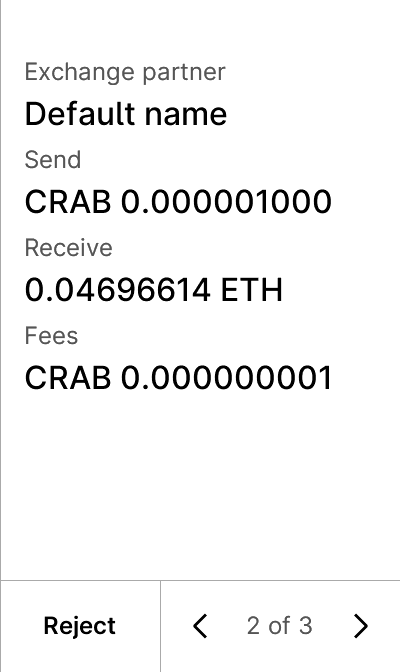 Exchange partner
Default name
Send
CRAB 0.000001000
Receive
0.04696614 ETH
Fees
CRAB 0.000000001
Reject
2 of 3